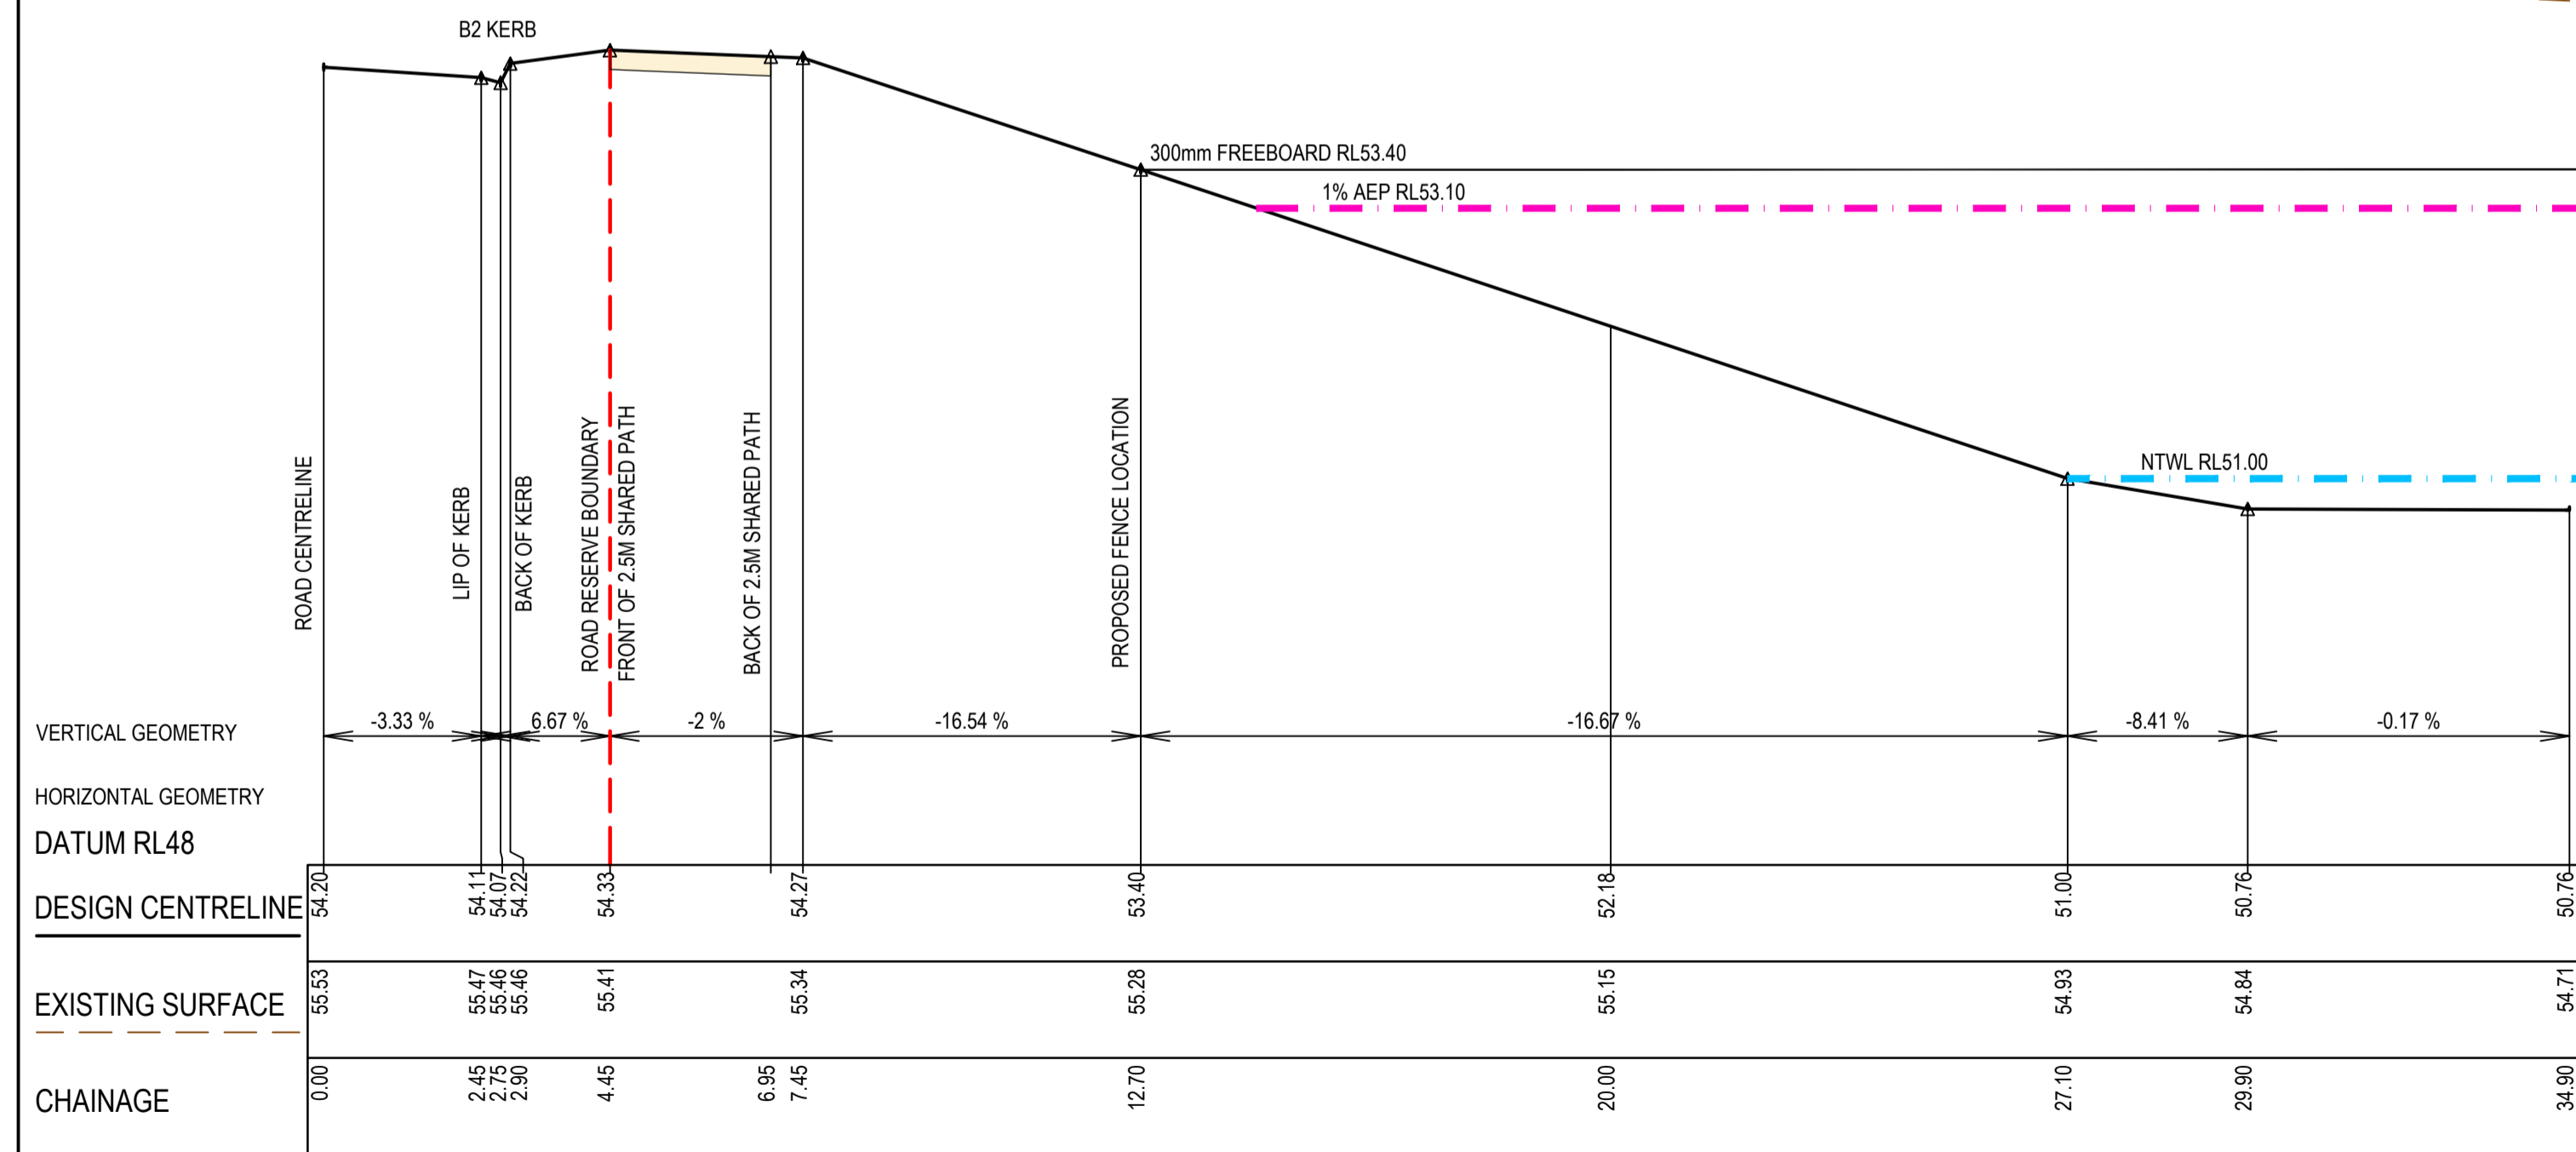 B2 KERB
300mm FREEBOARD RL53.40
1% AEP RL53.10
NTWL RL51.00
ROAD CENTRELINE
LIP OF KERB
BACK OF KERB
ROAD RESERVE BOUNDARY
FRONT OF 2.5M SHARED PATH
BACK OF 2.5M SHARED PATH
PROPOSED FENCE LOCATION
VERTICAL GEOMETRY -3.33 % 6.67 % -2 % -16.54 % -16.67 % -8.41 % -0.17 %
HORIZONTAL GEOMETRY
DATUM RL48
DESIGN CENTRELINE 54.20 54.11 54.07 54.22 54.33 54.27 53.40 52.18 51.00 50.76 50.76
EXISTING SURFACE 55.53 55.47 55.46 55.46 55.41 55.34 55.28 55.15 54.93 54.84 54.71
CHAINAGE 0.00 2.45 2.75 2.90 4.45 6.95 7.45 12.70 20.00 27.10 29.90 34.90